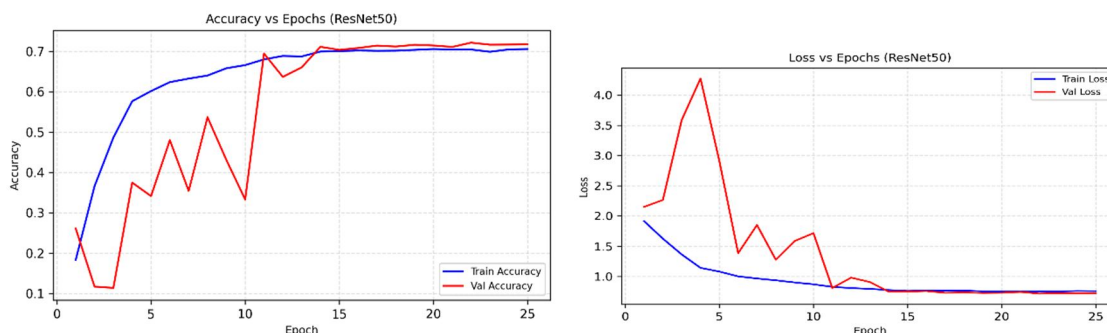 Accuracy vs Epochs (ResNet50)
0.7
0.6
0.5
0.4
0.3
0.2
0.1
Accuracy
Train Accuracy
Val Accuracy
0
5
10
15
20
25
Epoch
Loss vs Epochs (ResNet50)
Train Loss
Val Loss
4.0
3.5
3.0
2.5
2.0
1.5
1.0
Loss
0
5
10
15
20
25
Epoch